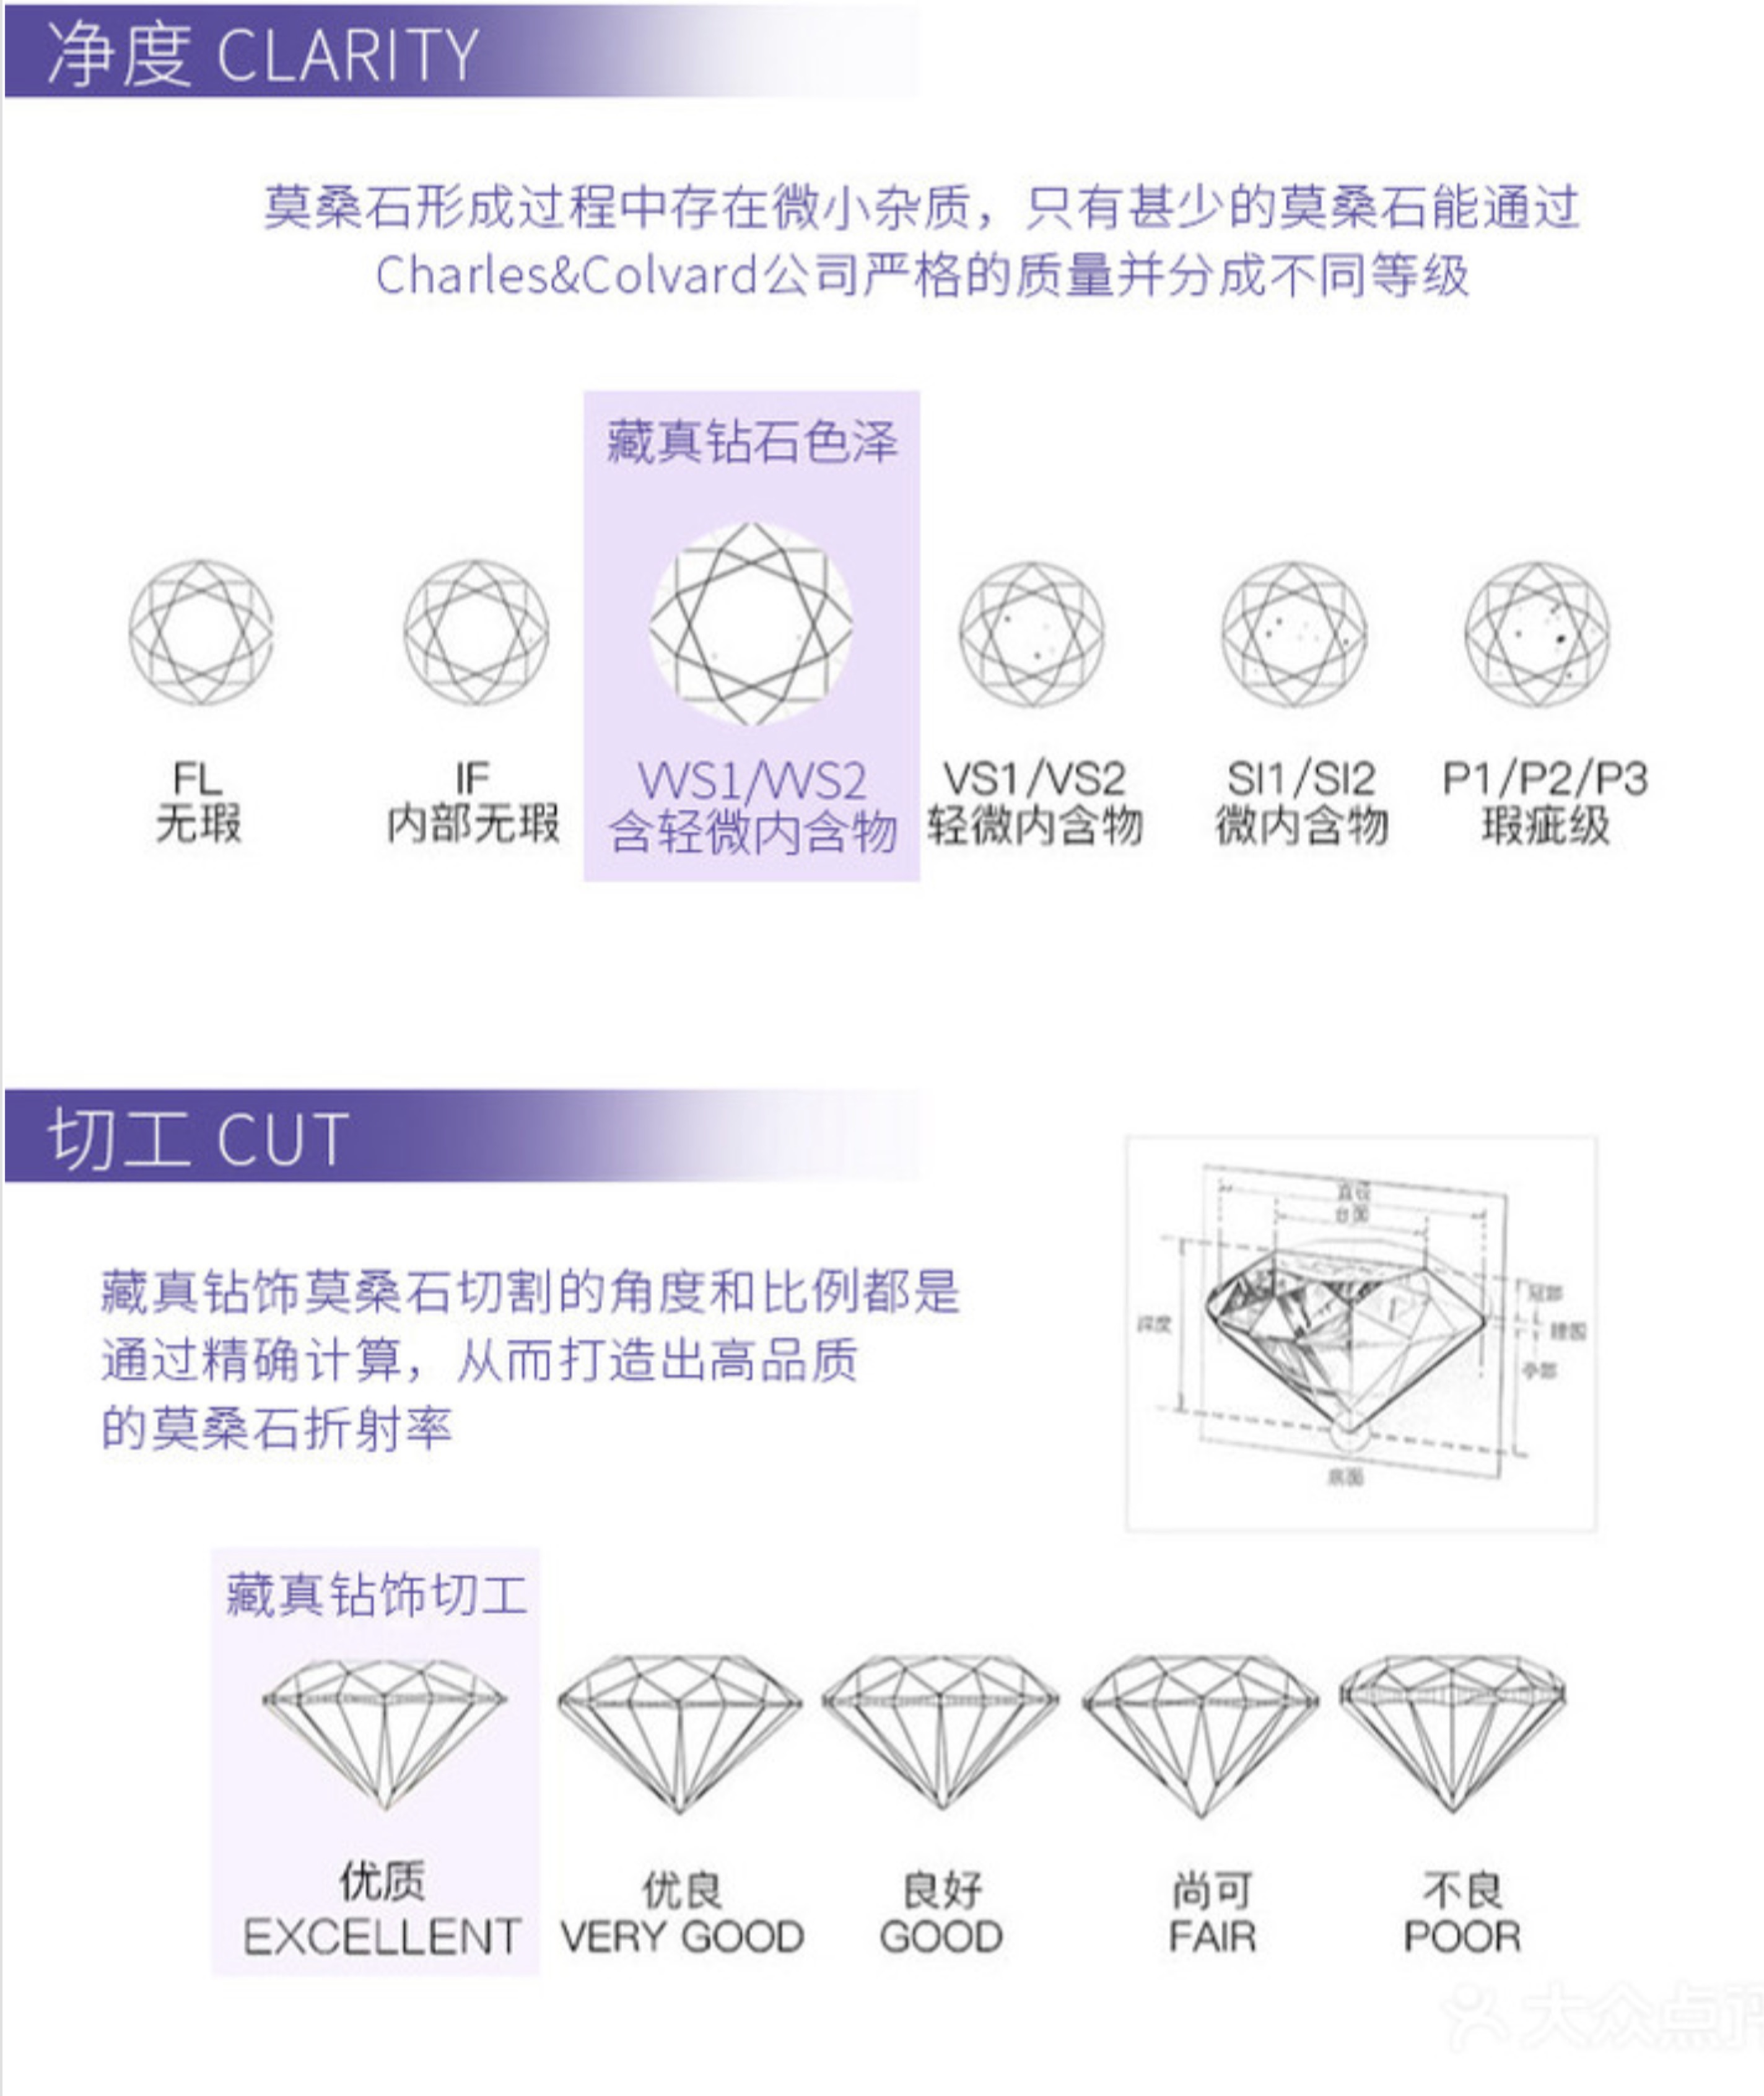 净度 CLARITY
莫桑石形成过程中存在微小杂质，只有甚少的莫桑石能通过
Charles&Colvard公司严格的质量并分成不同等级
藏真钻石色泽
FL
无瑕
IF
内部无瑕
VVS1/VVS2
含轻微内含物
VS1/VS2
轻微内含物
SI1/SI2
微内含物
P1/P2/P3
瑕疵级
切工 CUT
藏真钻饰莫桑石切割的角度和比例都是
通过精确计算，从而打造出高品质
的莫桑石折射率
直径
台面
冠部
深度
腰围
亭部
底面
藏真钻饰切工
优质
EXCELLENT
优良
VERY GOOD
良好
GOOD
尚可
FAIR
不良
POOR
大众点评